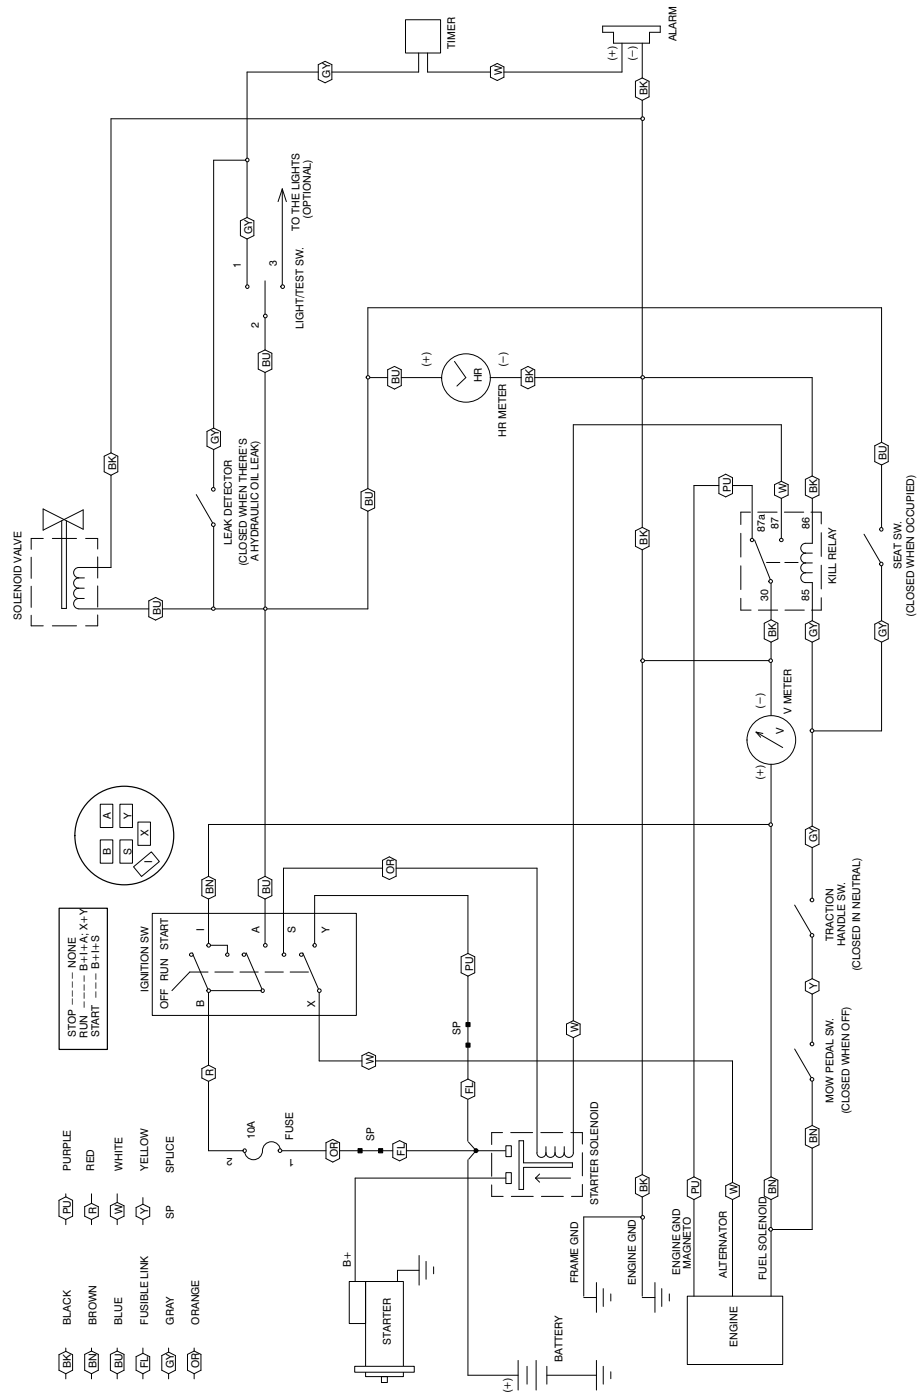 BK BLACK
BN BROWN
BU BLUE
FL FUSIBLE LINK
GY GRAY
OR ORANGE
PU PURPLE
R RED
W WHITE
Y YELLOW
SP SPLICE
STOP ---- NONE
RUN ---- B+I+A; X+Y
START --- B+I+S
B
A
S
Y
X
I
SOLENOID VALVE
BU
BK
TIMER
GY
W
ALARM
(+)
(−)
BK
GY
TO THE LIGHTS
(OPTIONAL)
1
3
2
LIGHT/TEST SW.
BU
GY
LEAK DETECTOR
(CLOSED WHEN THERE'S
A HYDRAULIC OIL LEAK)
BU
BU
(+)
HR
(−)
HR METER
BK
BK
IGNITION SW
OFF RUN START
B
I
A
S
Y
X
BN
BU
OR
PU
SP
FL
R
W
W
2
10A
FUSE
1
OR
SP
FL
STARTER SOLENOID
B+
STARTER
(+)
BATTERY
FRAME GND
ENGINE GND
BK
ENGINE GND
MAGNETO
PU
ALTERNATOR
W
FUEL SOLENOID
BN
ENGINE
PU
W
BK
87a
87
86
30
85
KILL RELAY
BK
GY
(−)
V METER
V
(+)
BU
SEAT SW.
(CLOSED WHEN OCCUPIED)
GY
GY
TRACTION
HANDLE SW.
(CLOSED IN NEUTRAL)
Y
MOW PEDAL SW.
(CLOSED WHEN OFF)
BN